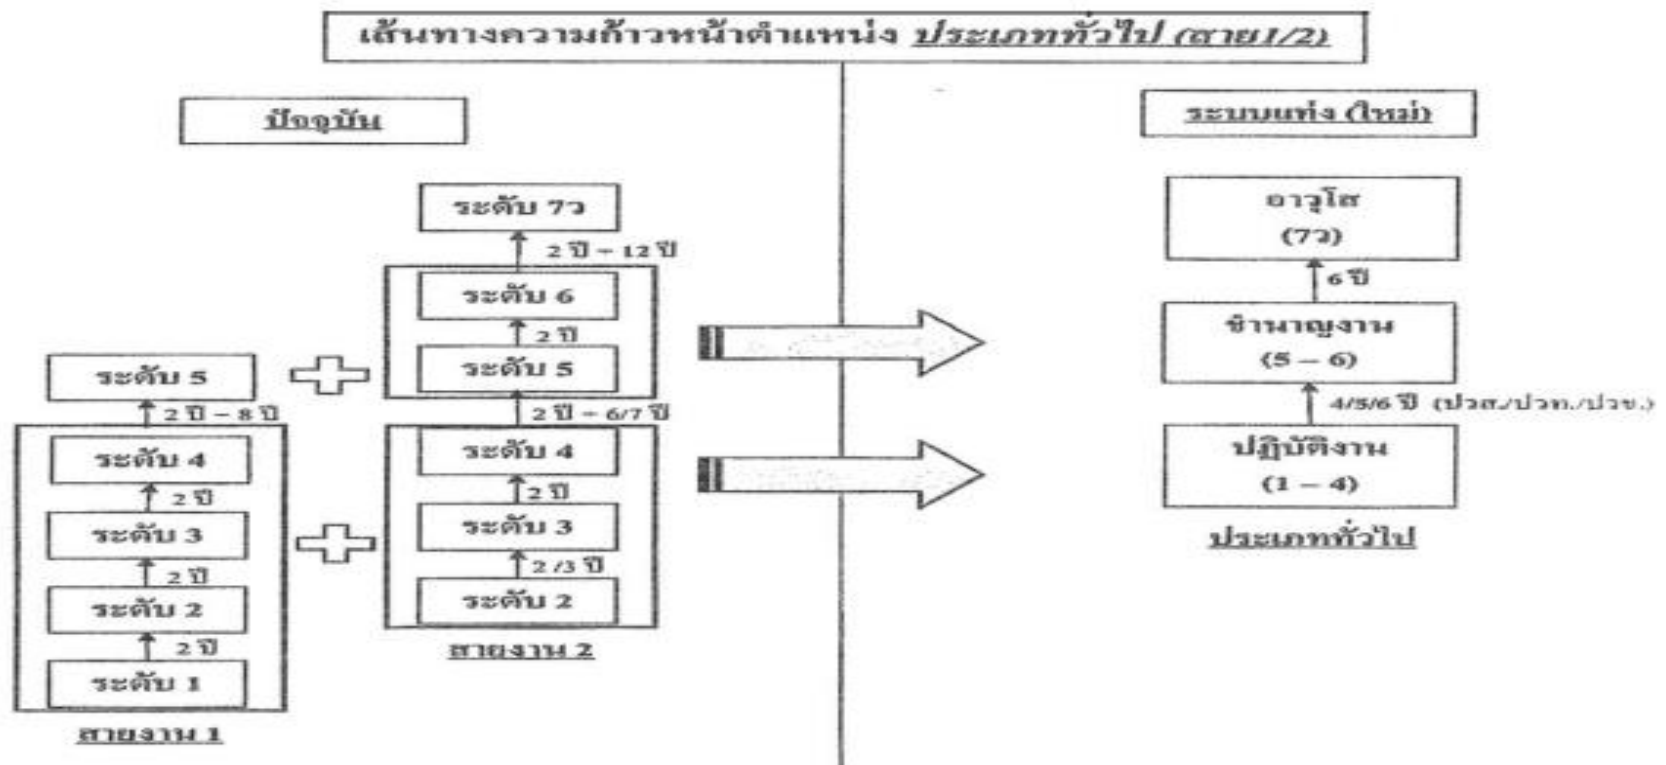 เส้นทางความก้าวหน้าตำแหน่ง ประเภททั่วไป (สาย1/2)
ปัจจุบัน
ระดับ 7ว
2 ปี - 12 ปี
ระดับ 6
2 ปี
ระดับ 5
2 ปี - 6/7 ปี
ระดับ 4
2 ปี
ระดับ 3
2 /3 ปี
ระดับ 2
สายงาน 2
ระดับ 5
2 ปี - 8 ปี
ระดับ 4
2 ปี
ระดับ 3
2 ปี
ระดับ 2
2 ปี
ระดับ 1
สายงาน 1
ระบบแท่ง (ใหม่)
อาวุโส
(7ว)
6 ปี
ชำนาญงาน
(5 – 6)
4/5/6 ปี (ปวส./ปวท./ปวช.)
ปฏิบัติงาน
(1 – 4)
ประเภททั่วไป